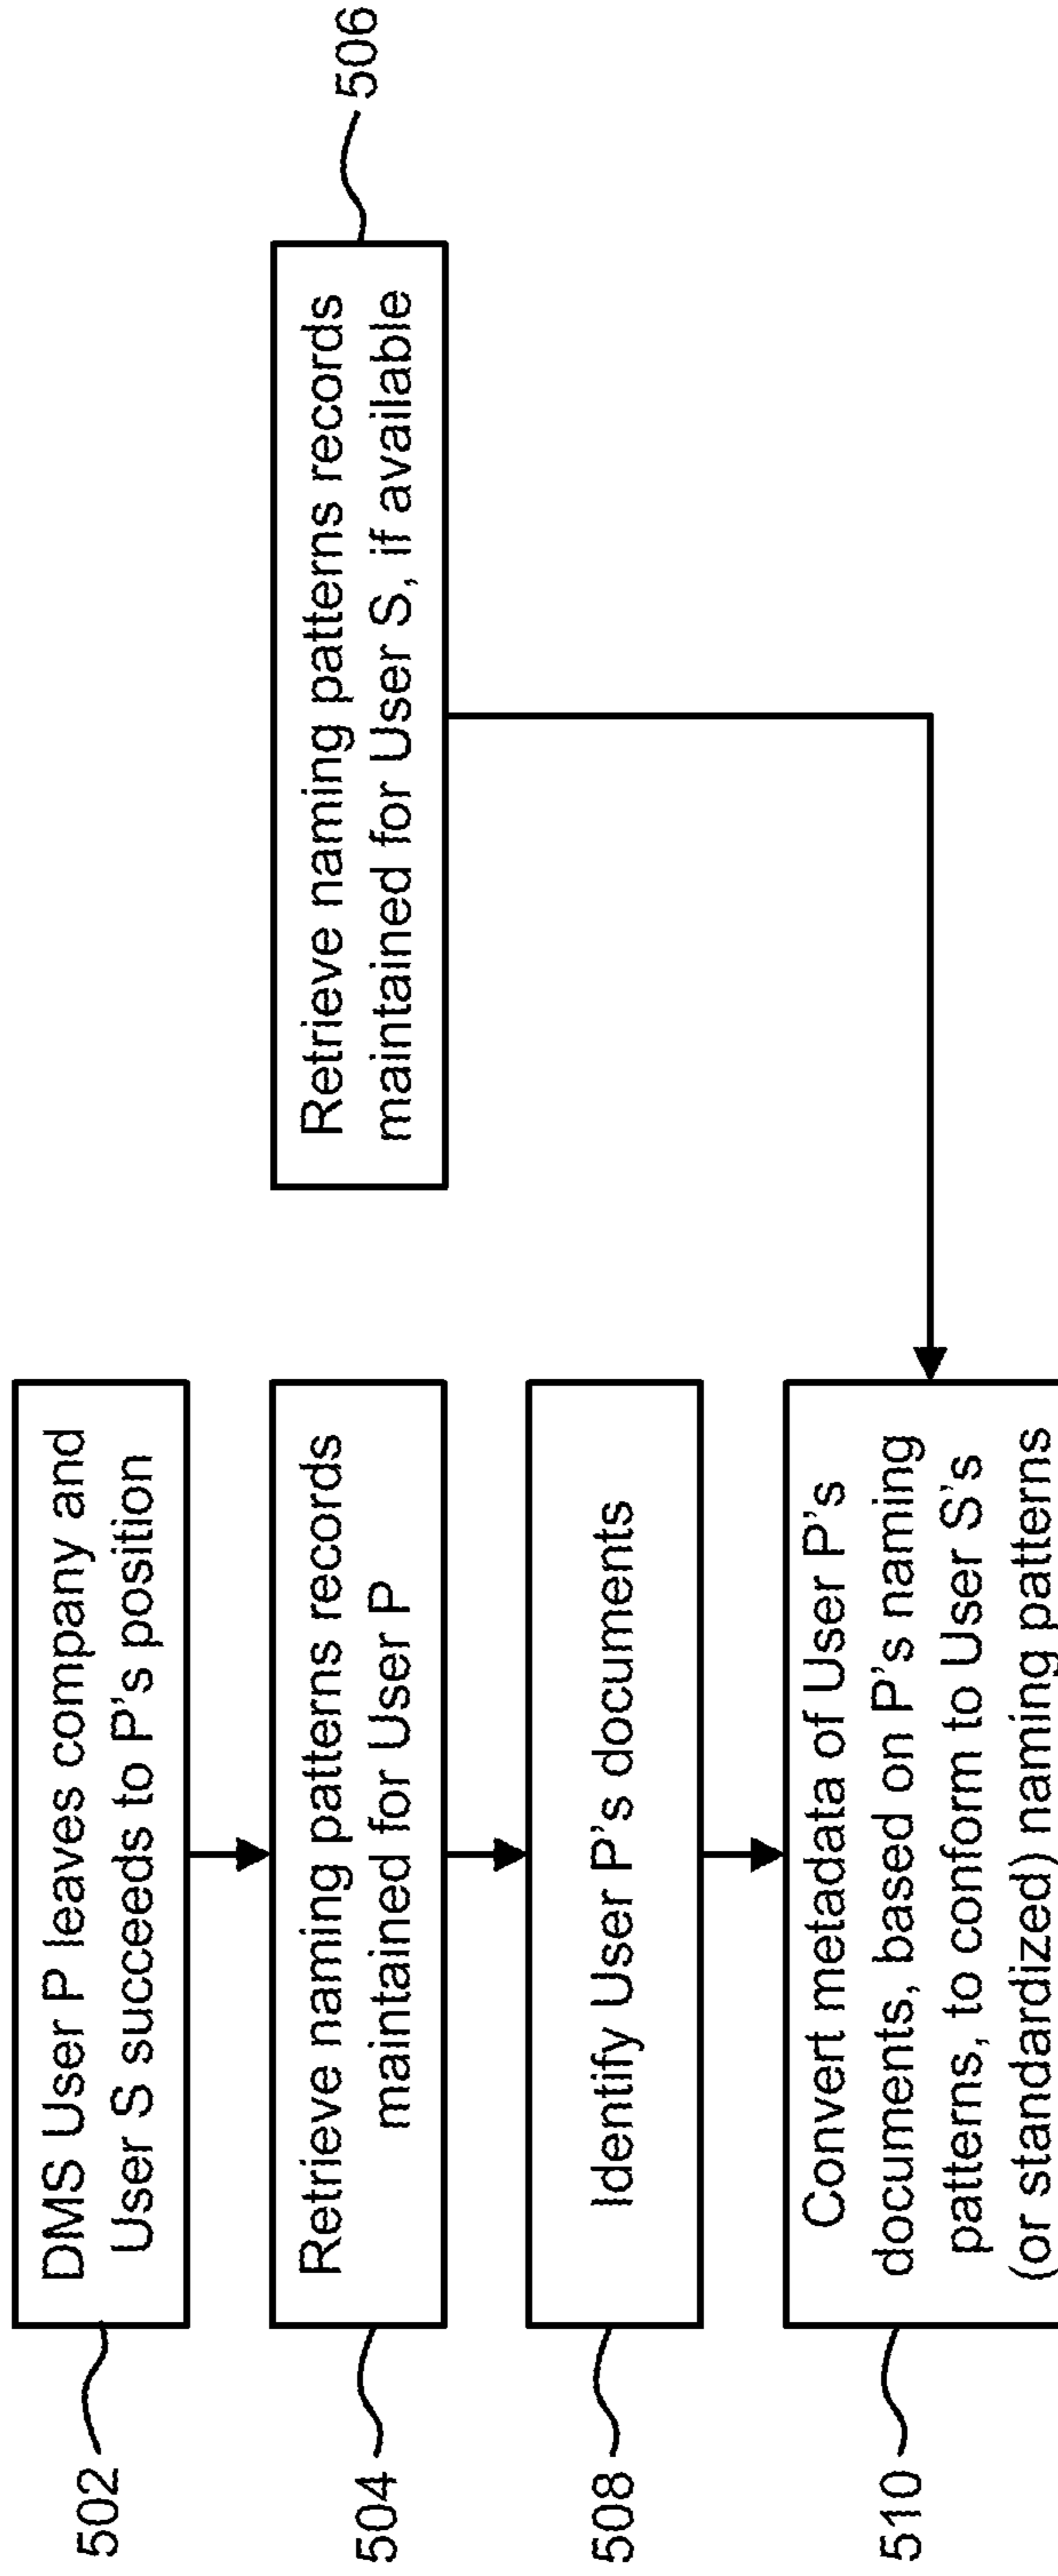 502
DMS User P leaves company and
User S succeeds to P's position
504
Retrieve naming patterns records
maintained for User P
506
Retrieve naming patterns records
maintained for User S, if available
508
Identify User P's documents
510
Convert metadata of User P's
documents, based on P's naming
patterns, to conform to User S's
(or standardized) naming patterns